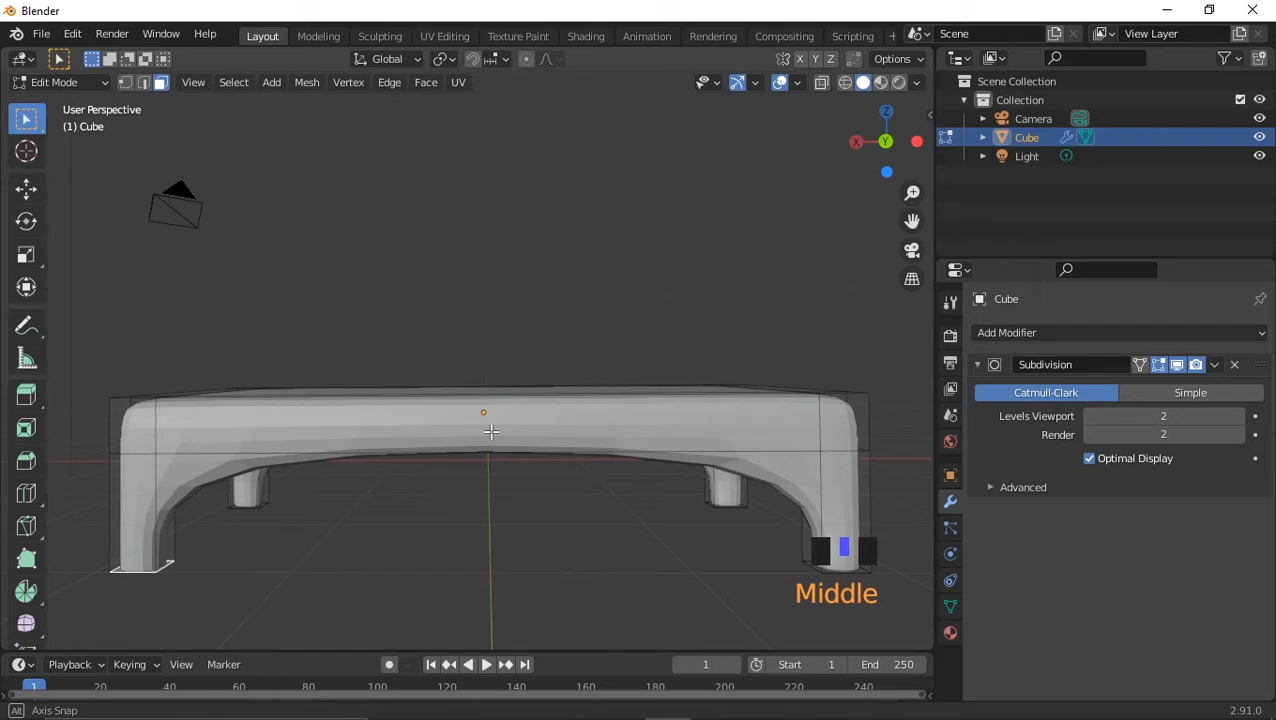 Blender
File Edit Render Window Help
Layout Modeling Sculpting UV Editing Texture Paint Shading Animation Rendering Compositing Scripting
Scene
View Layer
Global
X Y Z
Options
Edit Mode
View Select Add Mesh Vertex Edge Face UV
User Perspective
(1) Cube
Z
X
Y
Scene Collection
Collection
Camera
Cube
Light
Cube
Add Modifier
Subdivision
Catmull-Clark
Simple
Levels Viewport 2
Render 2
Optimal Display
Advanced
Middle
Playback Keying View Marker
1
Start 1
End 250
1 20 40 60 80 100 120 140 160 180 200 220 240
Alt Axis Snap
2.91.0